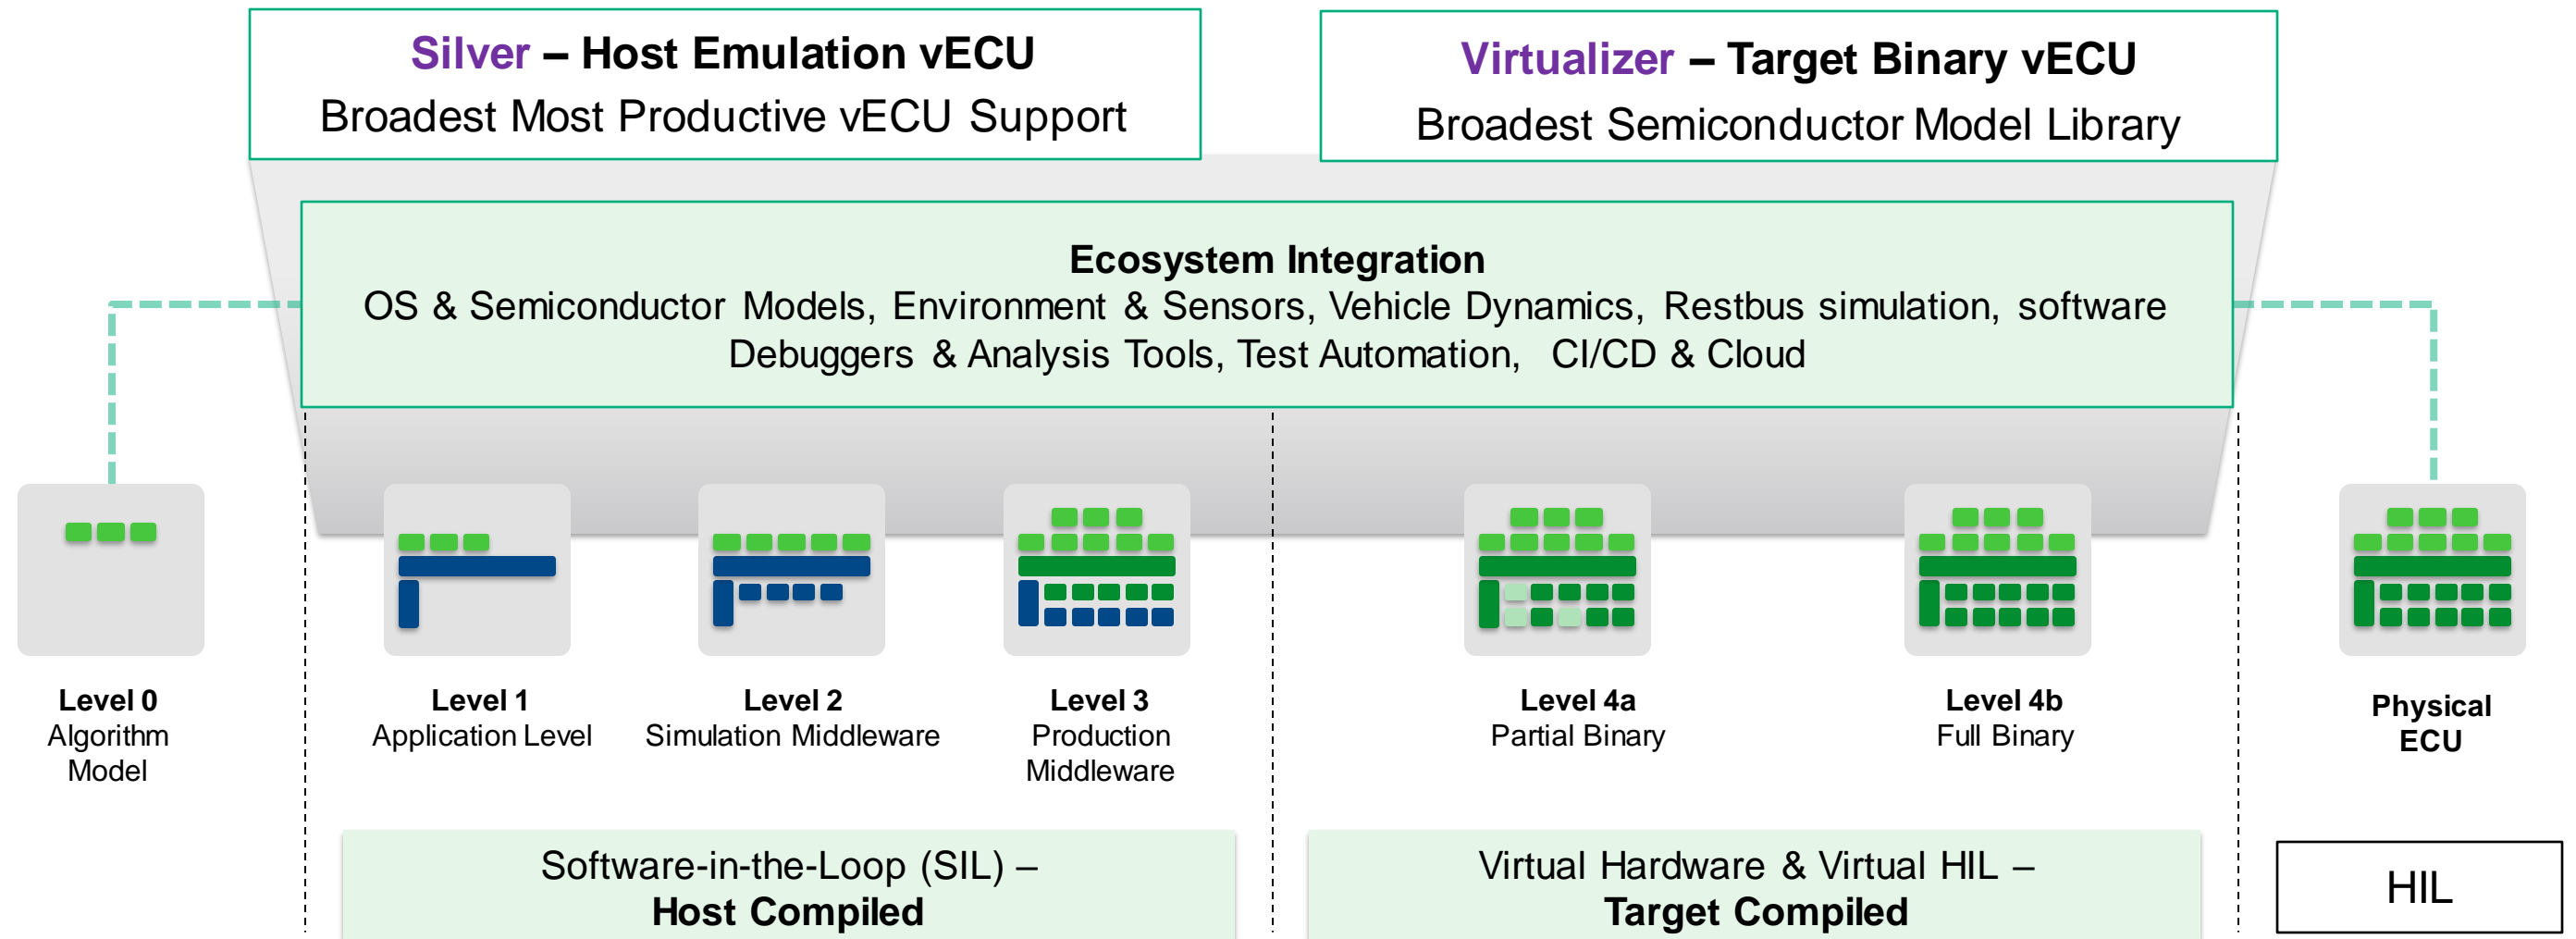 Silver – Host Emulation vECU
Broadest Most Productive vECU Support
Virtualizer – Target Binary vECU
Broadest Semiconductor Model Library
Ecosystem Integration
OS & Semiconductor Models, Environment & Sensors, Vehicle Dynamics, Restbus simulation, software
Debuggers & Analysis Tools, Test Automation, CI/CD & Cloud
Level 0
Algorithm
Model
Level 1
Application Level
Level 2
Simulation Middleware
Level 3
Production
Middleware
Level 4a
Partial Binary
Level 4b
Full Binary
Physical
ECU
Software-in-the-Loop (SIL) –
Host Compiled
Virtual Hardware & Virtual HIL –
Target Compiled
HIL